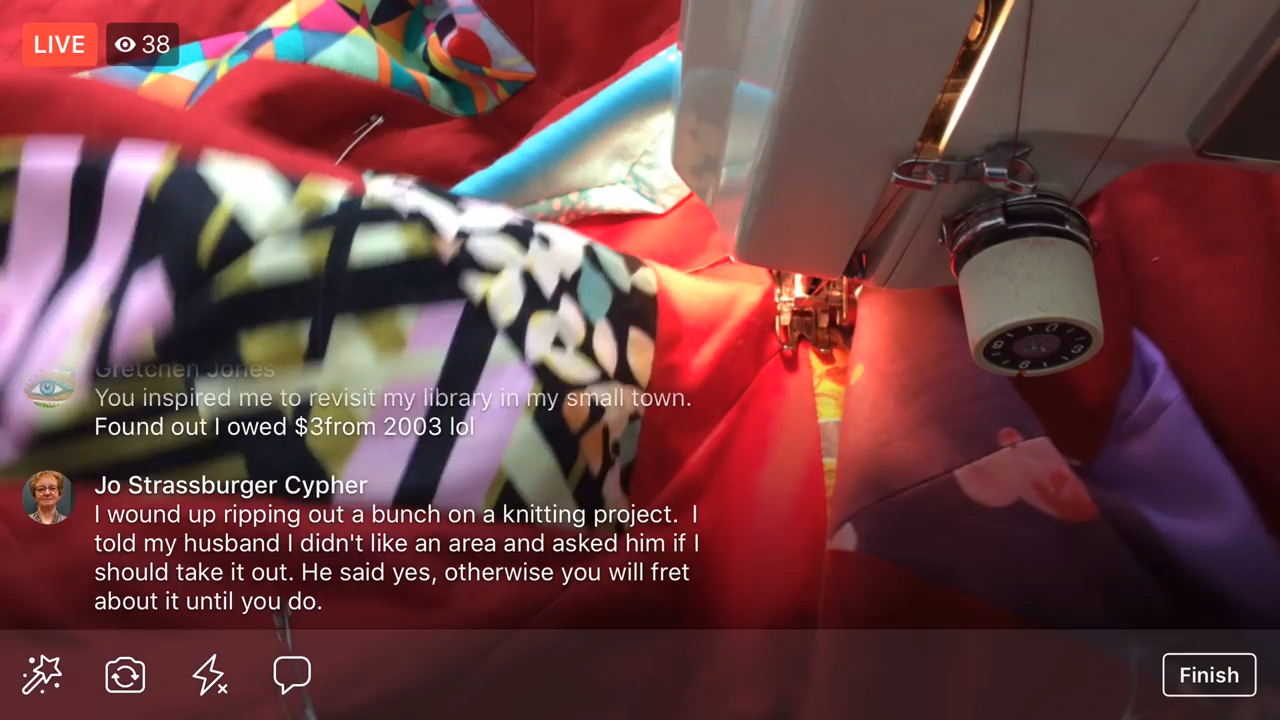 LIVE 38
Gretchen Jones
You inspired me to revisit my library in my small town.
Found out I owed $3from 2003 lol
Jo Strassburger Cypher
I wound up ripping out a bunch on a knitting project.  I
told my husband I didn't like an area and asked him if I
should take it out. He said yes, otherwise you will fret
about it until you do.
Finish